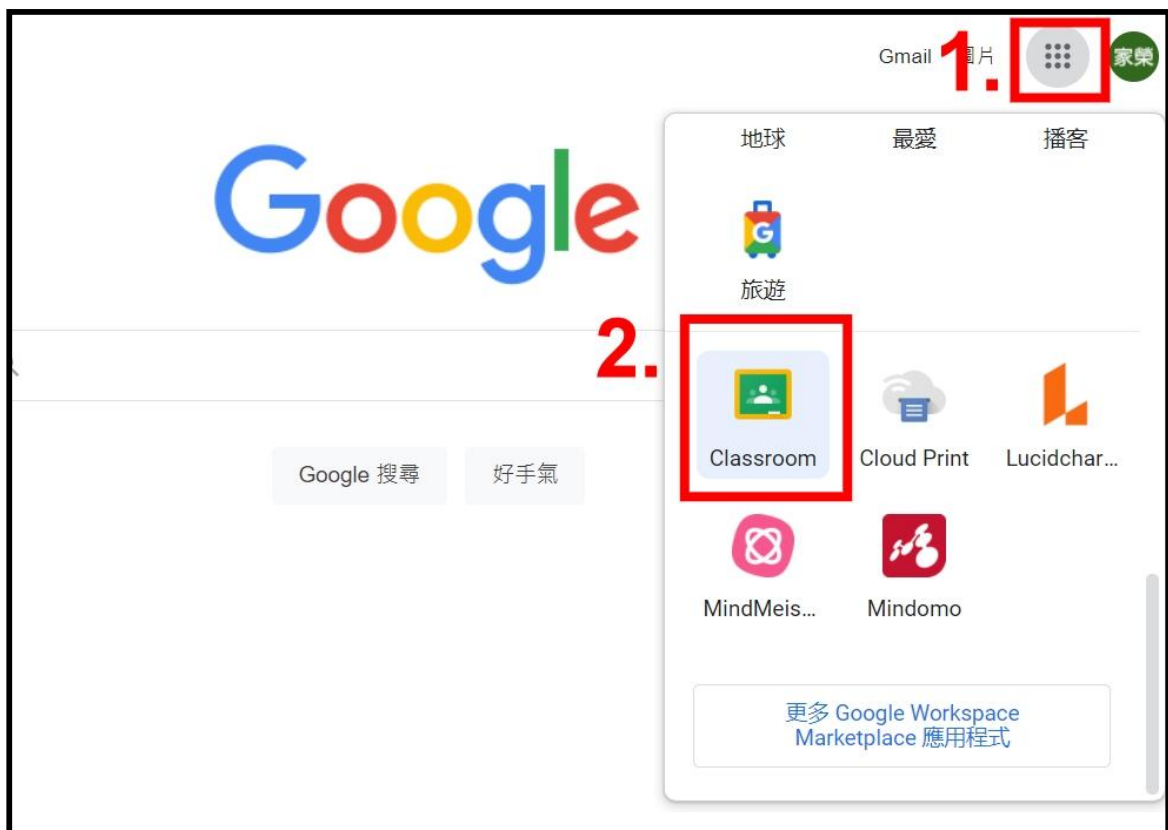 Gmail
1.
片
家榮
地球 最愛 播客
Google
G
旅遊
2.
Classroom Cloud Print Lucidchar...
Google 搜尋 好手氣
MindMeis... Mindomo
更多 Google Workspace
Marketplace 應用程式